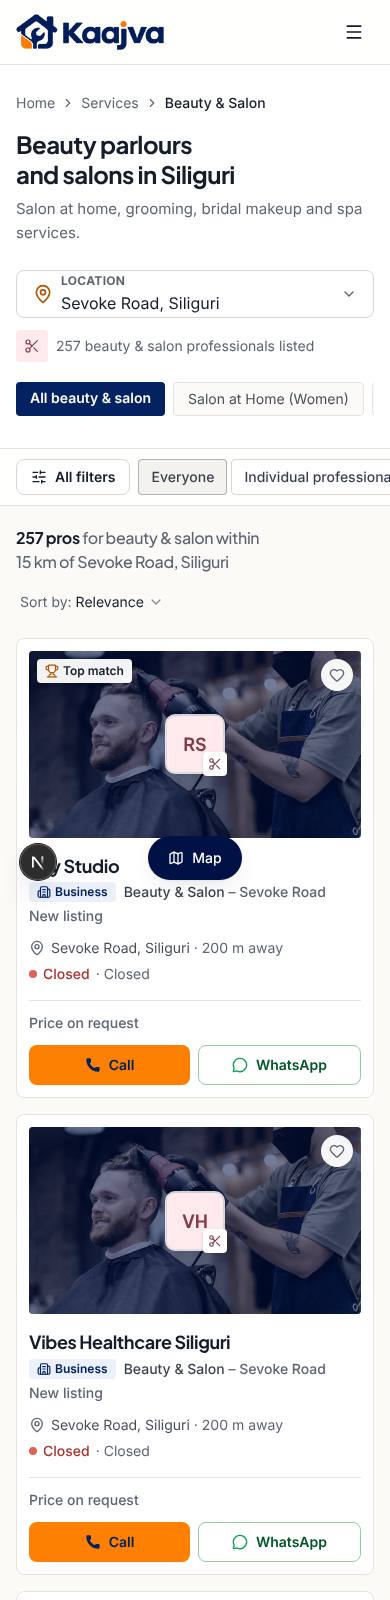 Kaajva
Home > Services > Beauty & Salon
Beauty parlours
and salons in Siliguri
Salon at home, grooming, bridal makeup and spa
services.
LOCATION
Sevoke Road, Siliguri
257 beauty & salon professionals listed
All beauty & salon
Salon at Home (Women)
All filters
Everyone
Individual professiona
257 pros for beauty & salon within
15 km of Sevoke Road, Siliguri
Sort by: Relevance
Top match
RS
N
Studio
Map
Business
Beauty & Salon – Sevoke Road
New listing
Sevoke Road, Siliguri · 200 m away
Closed · Closed
Price on request
Call
WhatsApp
VH
Vibes Healthcare Siliguri
Business
Beauty & Salon – Sevoke Road
New listing
Sevoke Road, Siliguri · 200 m away
Closed · Closed
Price on request
Call
WhatsApp